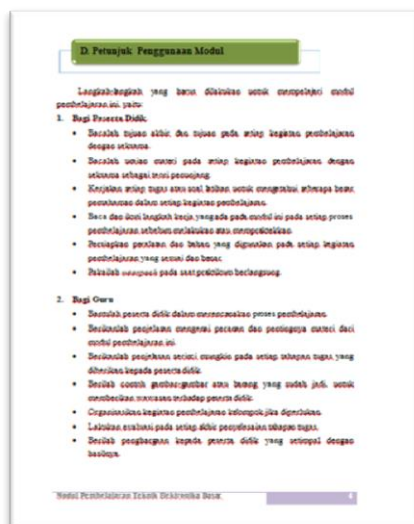 D. Petunjuk Penggunaan Modul
Langkah-langkah yang harus dilakukan untuk mempelajari modul
pembelajaran ini, yaitu:
1. Bagi Peserta Didik
• Bacalah tujuan akhir dan tujuan pada setiap kegiatan pembelajaran
dengan seksama.
• Bacalah uraian materi pada setiap kegiatan pembelajaran dengan
seksama sebagai teori penunjang.
• Kerjakan setiap tugas atau soal latihan untuk mengetahui seberapa besar
pemahaman dalam setiap kegiatan pembelajaran.
• Baca dan ikuti langkah kerja yang ada pada modul ini pada setiap proses
pembelajaran sebelum melakukan atau mempraktekkan.
• Persiapkan peralatan dan bahan yang digunakan pada setiap kegiatan
pembelajaran yang sesuai dan benar.
• Pakailah pada saat praktikum berlangsung.
2. Bagi Guru
• Bantulah peserta didik dalam merencanakan proses pembelajaran.
• Berikanlah penjelasan mengenai peranan dan pentingnya materi dari
modul pembelajaran ini.
• Berikanlah penjelasan serinci mungkin pada setiap tahapan tugas yang
diberikan kepada peserta didik.
• Berilah contoh gambar-gambar atau barang yang sudah jadi, untuk
memberikan wawasan terhadap peserta didik.
• Organisasikan kegiatan pembelajaran kelompok jika diperlukan.
• Lakukan evaluasi pada setiap akhir penyelesaian tahapan tugas.
• Berilah penghargaan kepada peserta didik yang setimpal dengan
hasilnya.
Modul Pembelajaran Teknik Elektronika Dasar